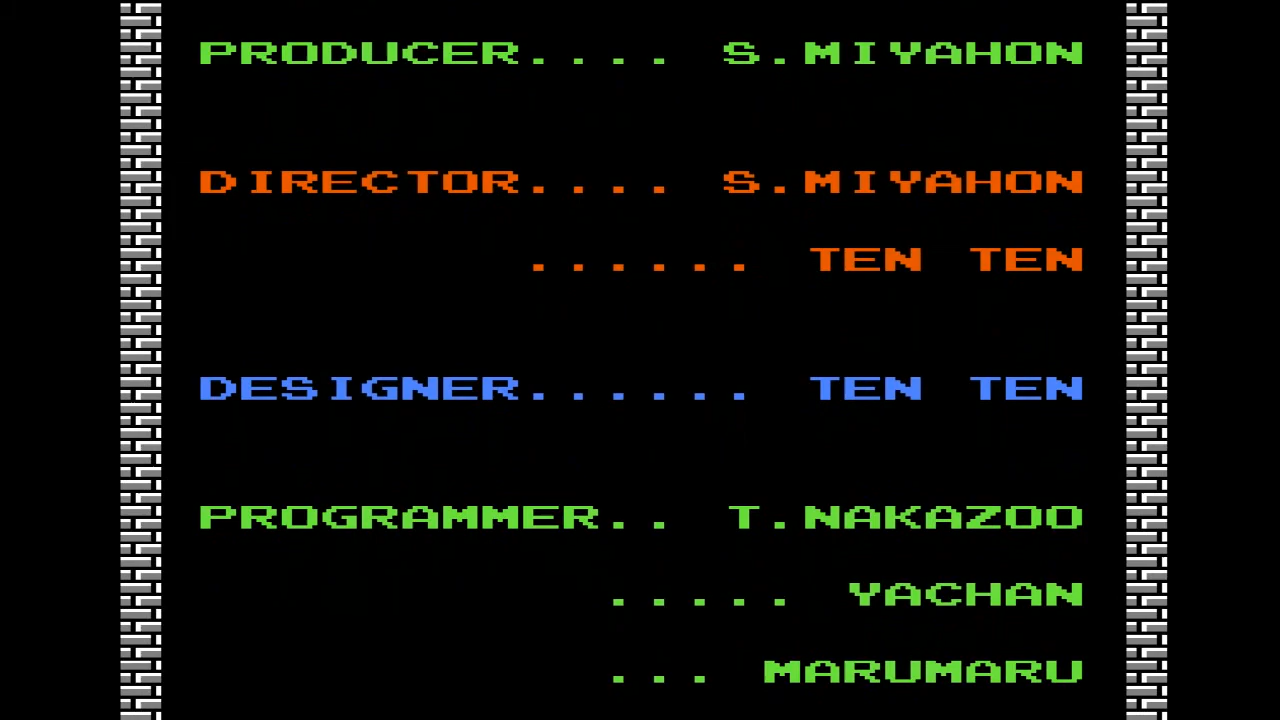 PRODUCER.... S.MIYAHON
DIRECTOR.... S.MIYAHON
...... TEN TEN
DESIGNER...... TEN TEN
PROGRAMMER.. T.NAKAZOO
..... YACHAN
... MARUMARU